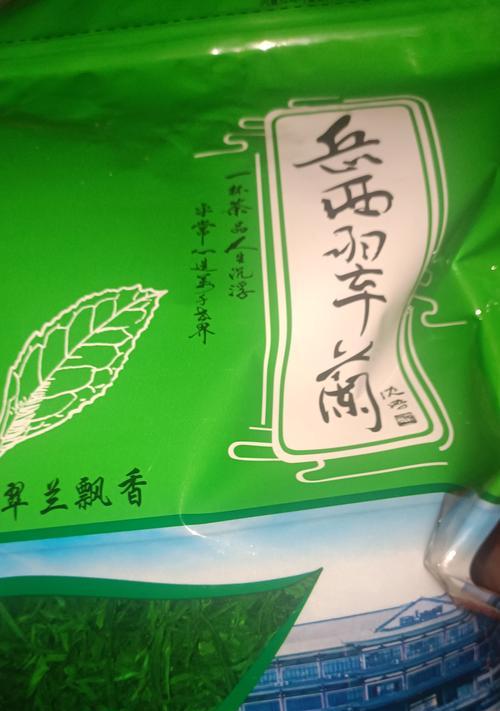 岳西翠蘭
一杯茶品人生沉浮
平常心造萬千世界
翠兰飘香